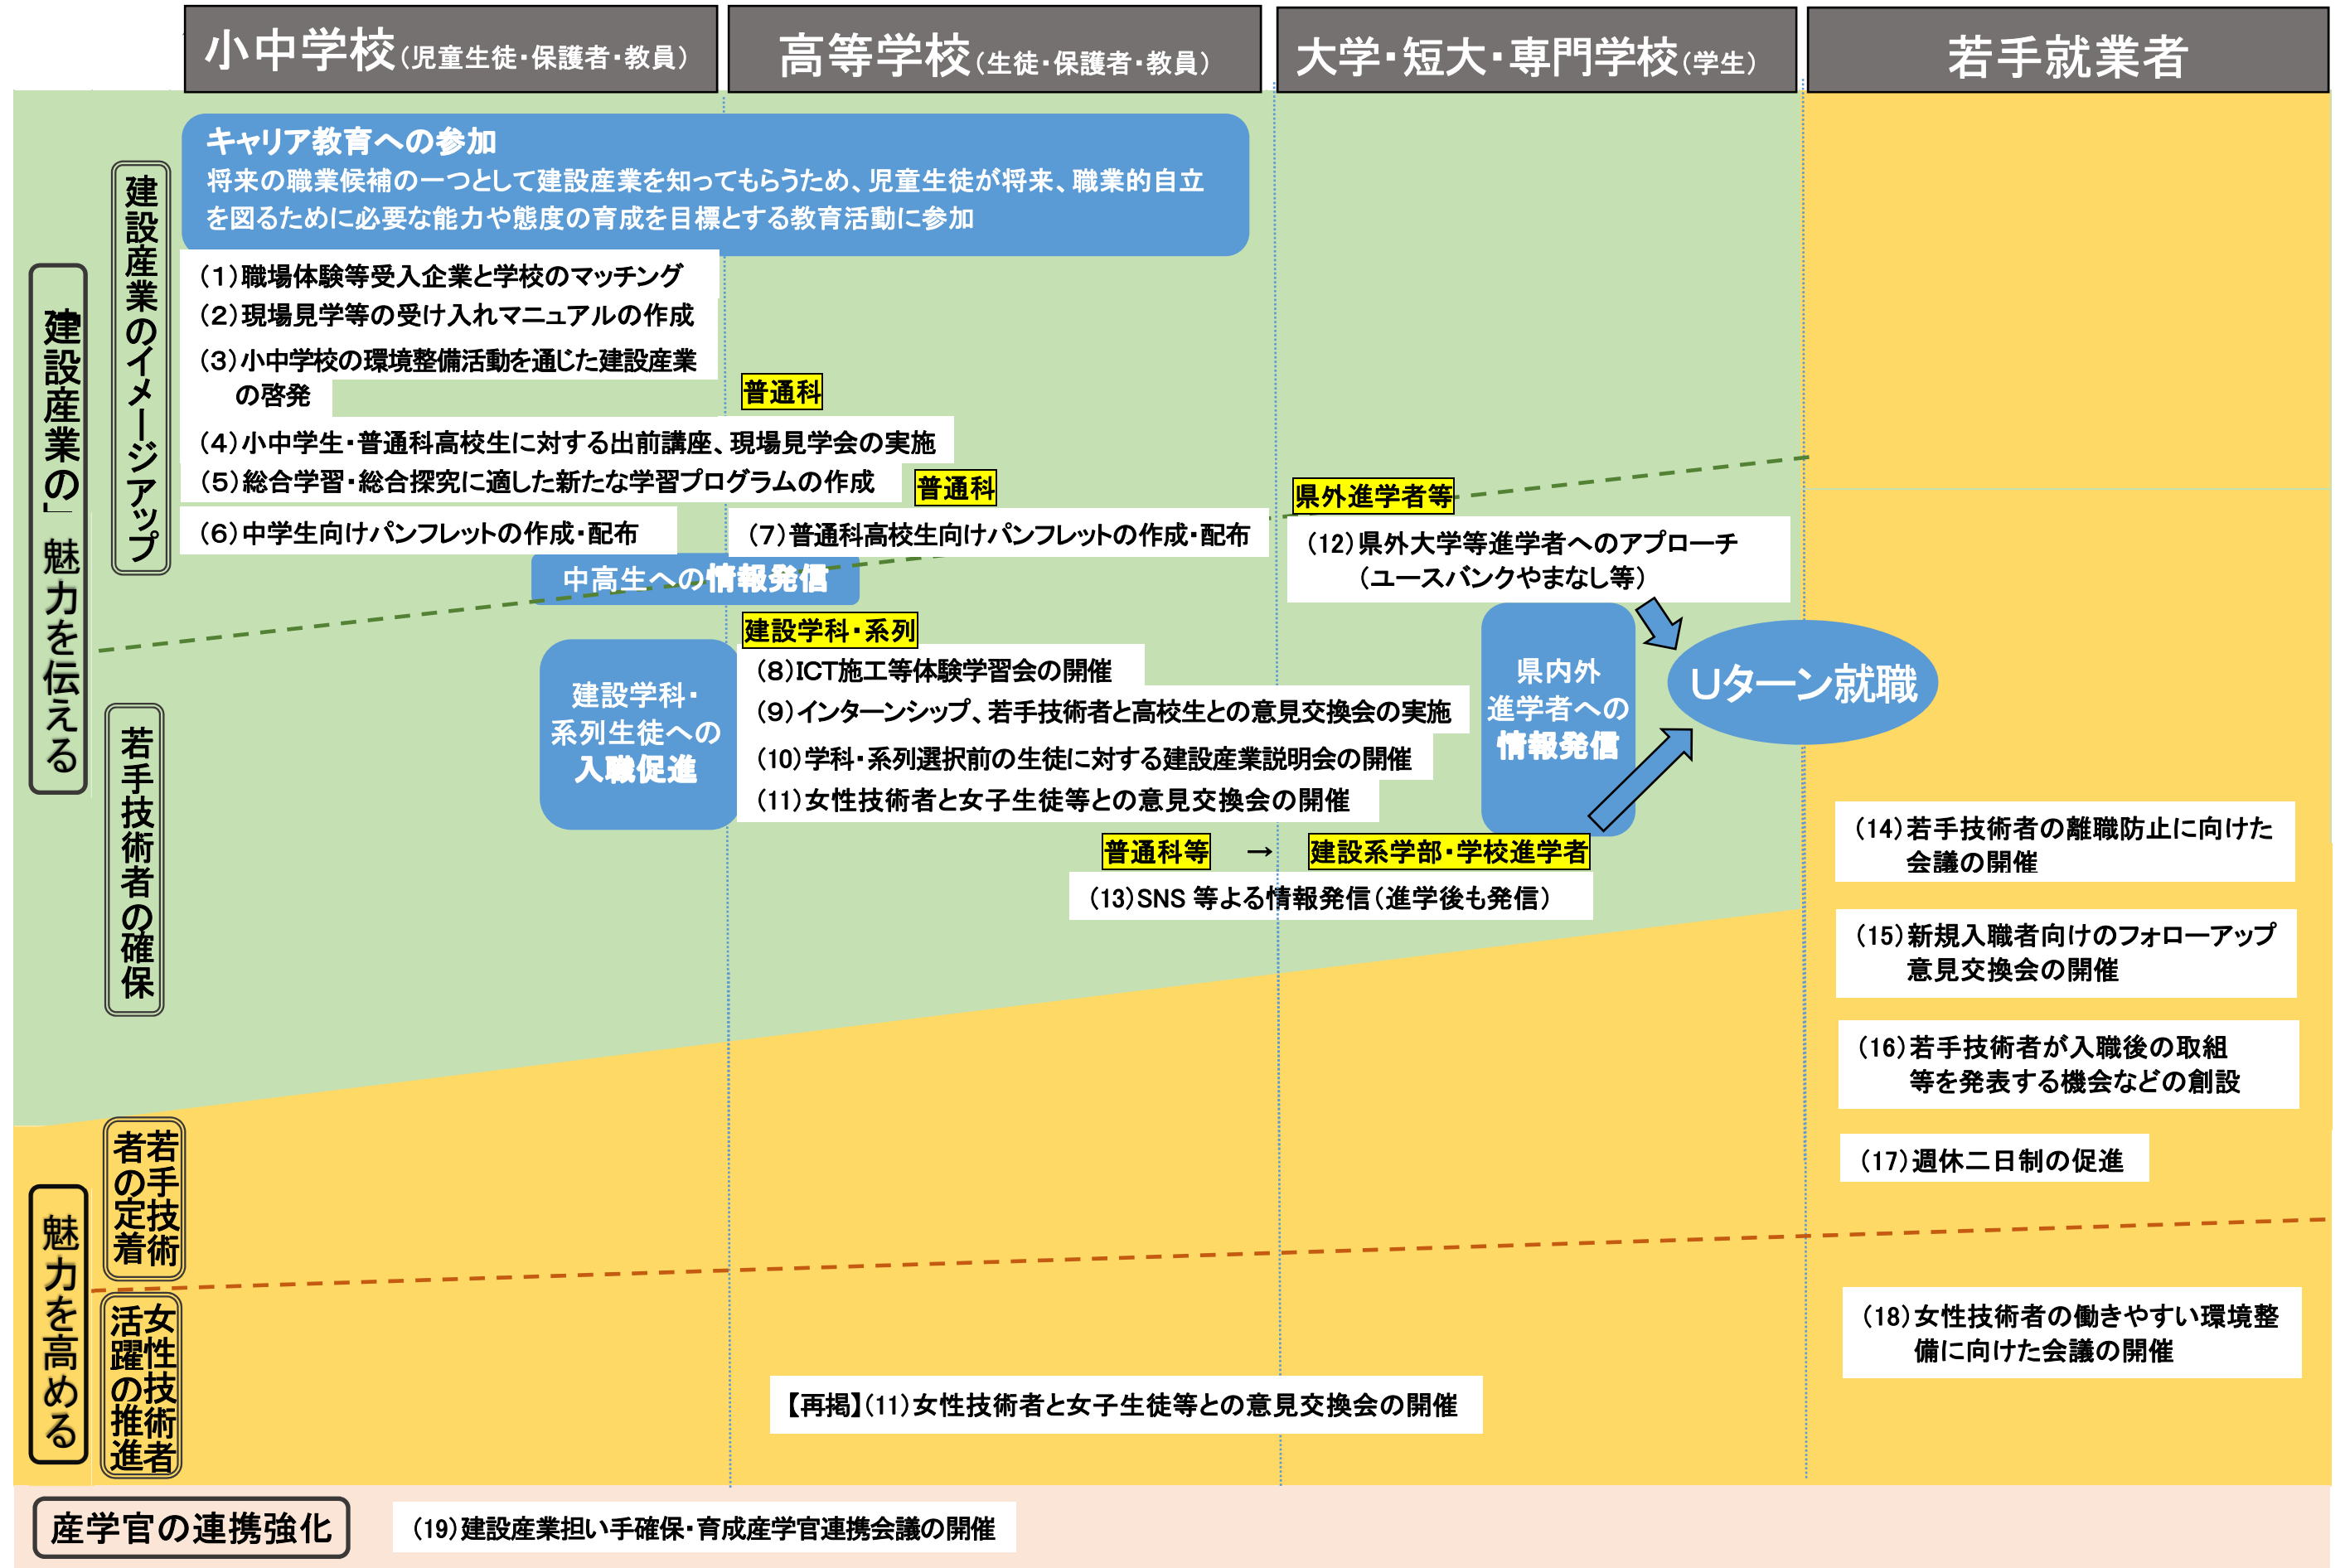 小中学校(児童生徒・保護者・教員)
高等学校(生徒・保護者・教員)
大学・短大・専門学校(学生)
若手就業者
「建設産業の」魅力を伝える
建設産業のイメージアップ
キャリア教育への参加
将来の職業候補の一つとして建設産業を知ってもらうため、児童生徒が将来、職業的自立
を図るために必要な能力や態度の育成を目標とする教育活動に参加
(1)職場体験等受入企業と学校のマッチング
(2)現場見学等の受け入れマニュアルの作成
(3)小中学校の環境整備活動を通じた建設産業
の啓発
普通科
(4)小中学生・普通科高校生に対する出前講座、現場見学会の実施
(5)総合学習・総合探究に適した新たな学習プログラムの作成
普通科
(6)中学生向けパンフレットの作成・配布
(7)普通科高校生向けパンフレットの作成・配布
県外進学者等
(12)県外大学等進学者へのアプローチ
(ユースバンクやまなし等)
中高生への情報発信
若手技術者の確保
建設学科・
系列生徒への
入職促進
建設学科・系列
(8)ICT施工等体験学習会の開催
(9)インターンシップ、若手技術者と高校生との意見交換会の実施
(10)学科・系列選択前の生徒に対する建設産業説明会の開催
(11)女性技術者と女子生徒等との意見交換会の開催
県内外
進学者への
情報発信
Uターン就職
普通科等 → 建設系学部・学校進学者
(13)SNS 等よる情報発信(進学後も発信)
(14)若手技術者の離職防止に向けた
会議の開催
(15)新規入職者向けのフォローアップ
意見交換会の開催
(16)若手技術者が入職後の取組
等を発表する機会などの創設
(17)週休二日制の促進
魅力を高める
若手技術
者の定着
女性技術者
活躍の推進
(18)女性技術者の働きやすい環境整
備に向けた会議の開催
【再掲】(11)女性技術者と女子生徒等との意見交換会の開催
産学官の連携強化
(19)建設産業担い手確保・育成産学官連携会議の開催